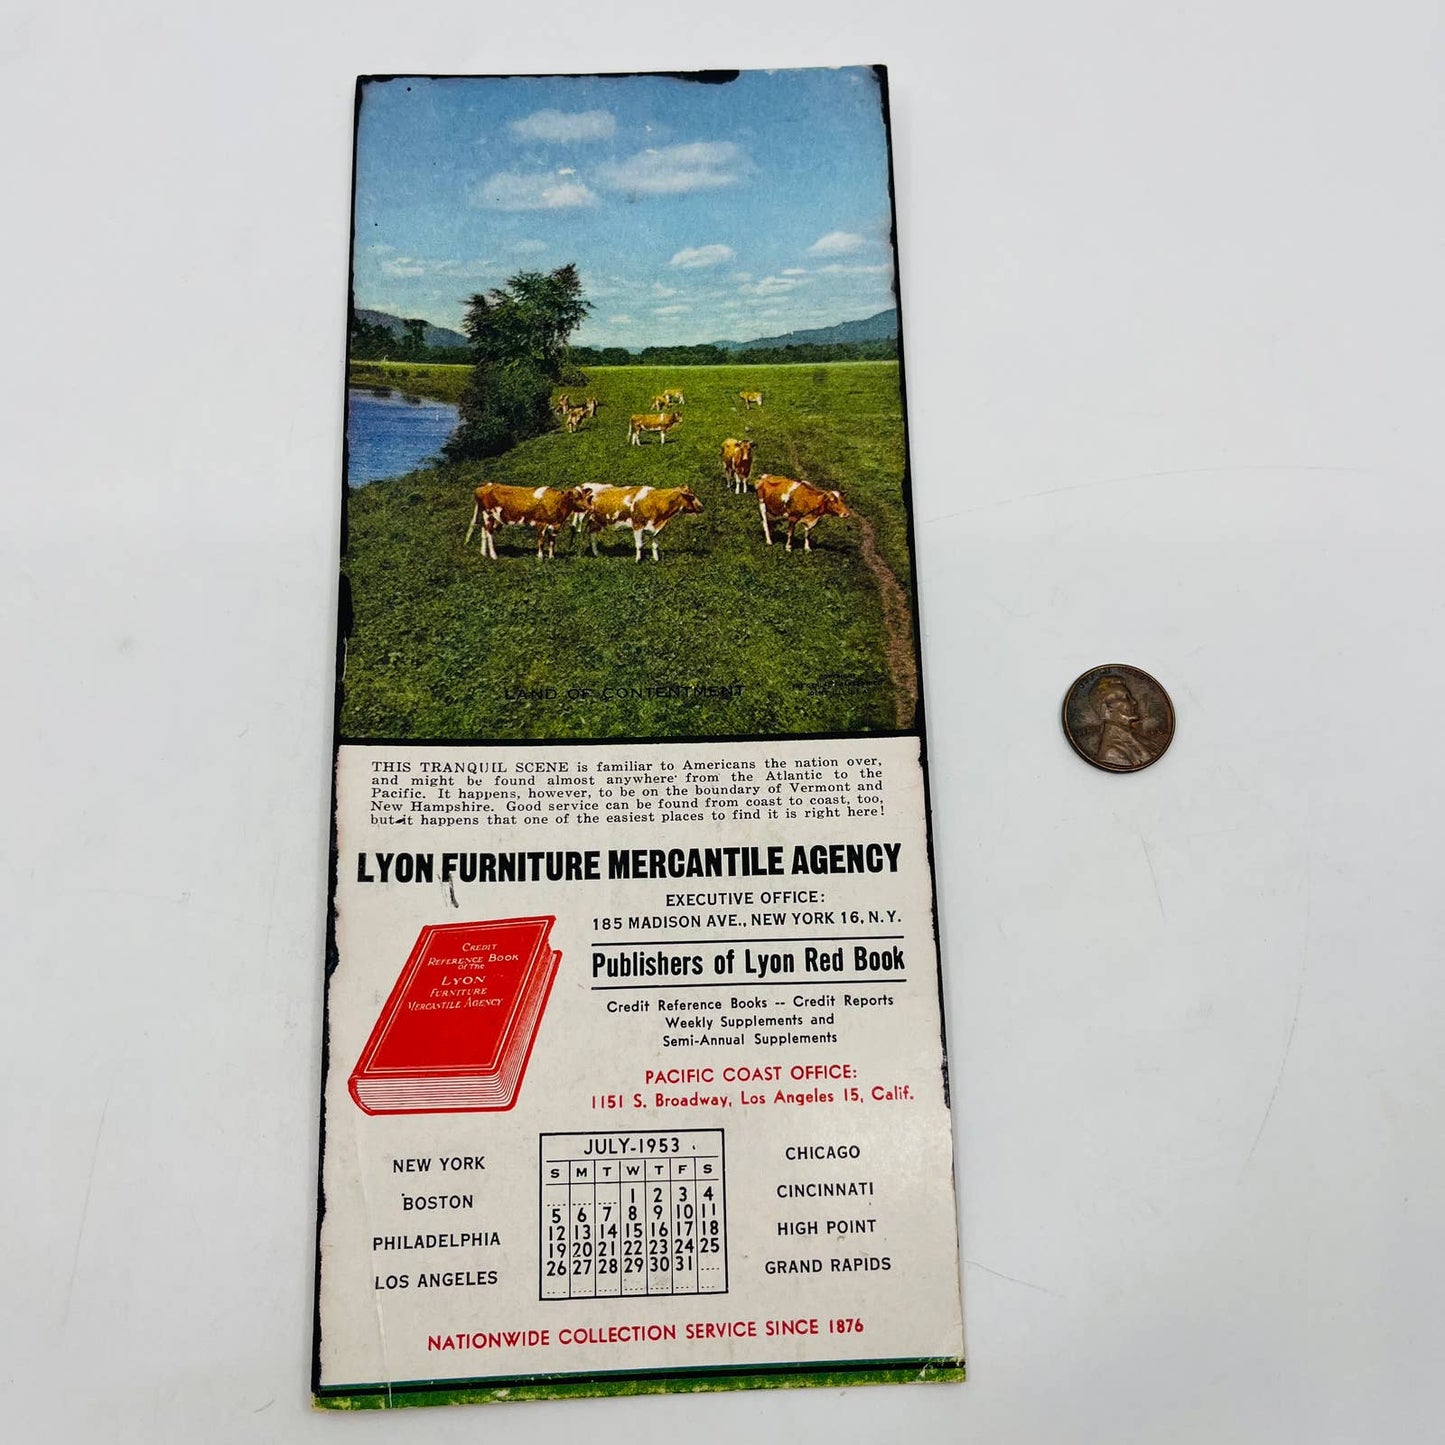 LAND OF CONTENTMENT
THIS TRANQUIL SCENE is familiar to Americans the nation over,
and might be found almost anywhere from the Atlantic to the
Pacific. It happens, however, to be on the boundary of Vermont and
New Hampshire. Good service can be found from coast to coast, too,
but it happens that one of the easiest places to find it is right here!
LYON FURNITURE MERCANTILE AGENCY
EXECUTIVE OFFICE:
185 MADISON AVE., NEW YORK 16, N.Y.
Publishers of Lyon Red Book
Credit Reference Books -- Credit Reports
Weekly Supplements and
Semi-Annual Supplements
PACIFIC COAST OFFICE:
1151 S. Broadway, Los Angeles 15, Calif.
CREDIT
REFERENCE BOOK
OF THE
LYON
FURNITURE
MERCANTILE AGENCY
NEW YORK
BOSTON
PHILADELPHIA
LOS ANGELES
JULY-1953
S M T W T F S
1 2 3 4
5 6 7 8 9 10 11
12 13 14 15 16 17 18
19 20 21 22 23 24 25
26 27 28 29 30 31
CHICAGO
CINCINNATI
HIGH POINT
GRAND RAPIDS
NATIONWIDE COLLECTION SERVICE SINCE 1876